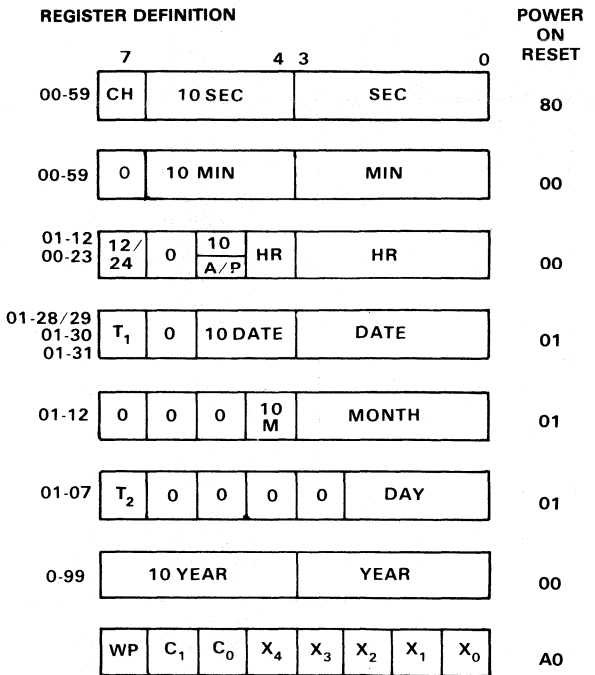 REGISTER DEFINITION
POWER
ON
RESET
7 4 3 0
00-59 CH 10 SEC SEC 80
00-59 0 10 MIN MIN 00
01-12
00-23 12/
24 0 10
A/P HR HR 00
01-28/29
01-30
01-31 T₁ 0 10 DATE DATE 01
01-12 0 0 0 10
M MONTH 01
01-07 T₂ 0 0 0 0 DAY 01
0-99 10 YEAR YEAR 00
WP C₁ C₀ X₄ X₃ X₂ X₁ X₀ A0